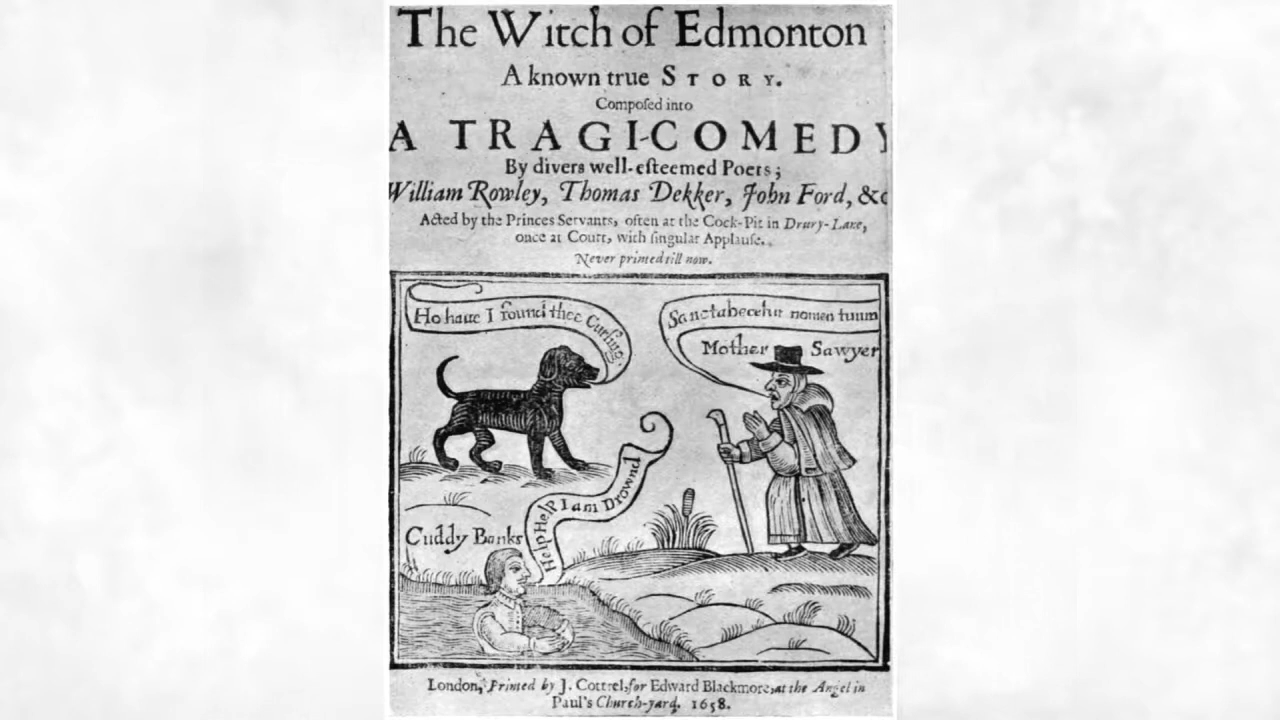 The Witch of Edmonton
A known true STORY.
Compoſed into
A TRAGI-COMEDY
By divers well-eſteemed Poets;
William Rowley, Thomas Dekker, John Ford, &c
Acted by the Princes Servants, often at the Cock-Pit in Drury-Lane,
once at Court, with ſingular Applauſe.
Never printed till now.
Ho haue I found thee Curſing
Sanctabecetur nomen tuum
Mother Sawyer
Help Help I am Drownd
Cuddy Banks
London, Printed by J. Cottrel, for Edward Blackmore, at the Angel in
Paul's Church-yard. 1658.